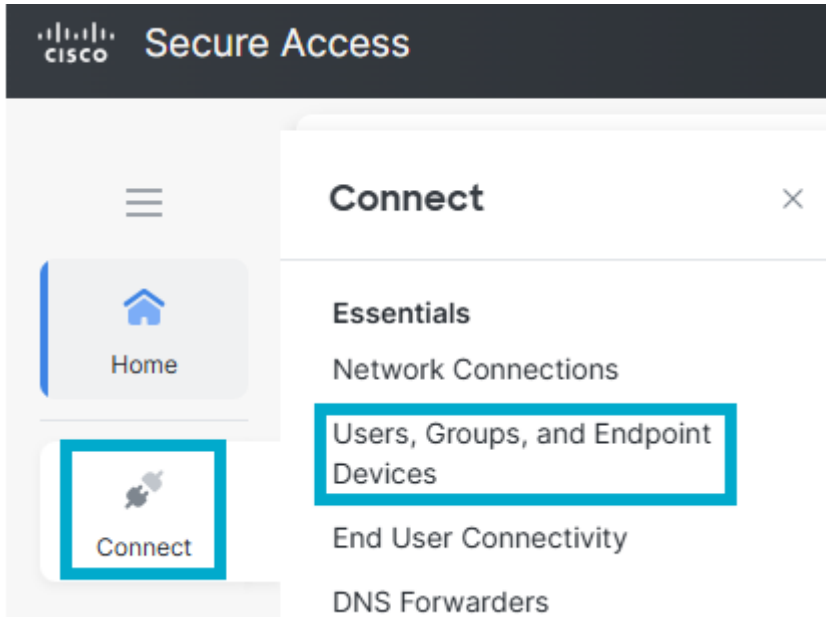 CISCO Secure Access
Connect
Home
Essentials
Network Connections
Users, Groups, and Endpoint
Devices
Connect
End User Connectivity
DNS Forwarders